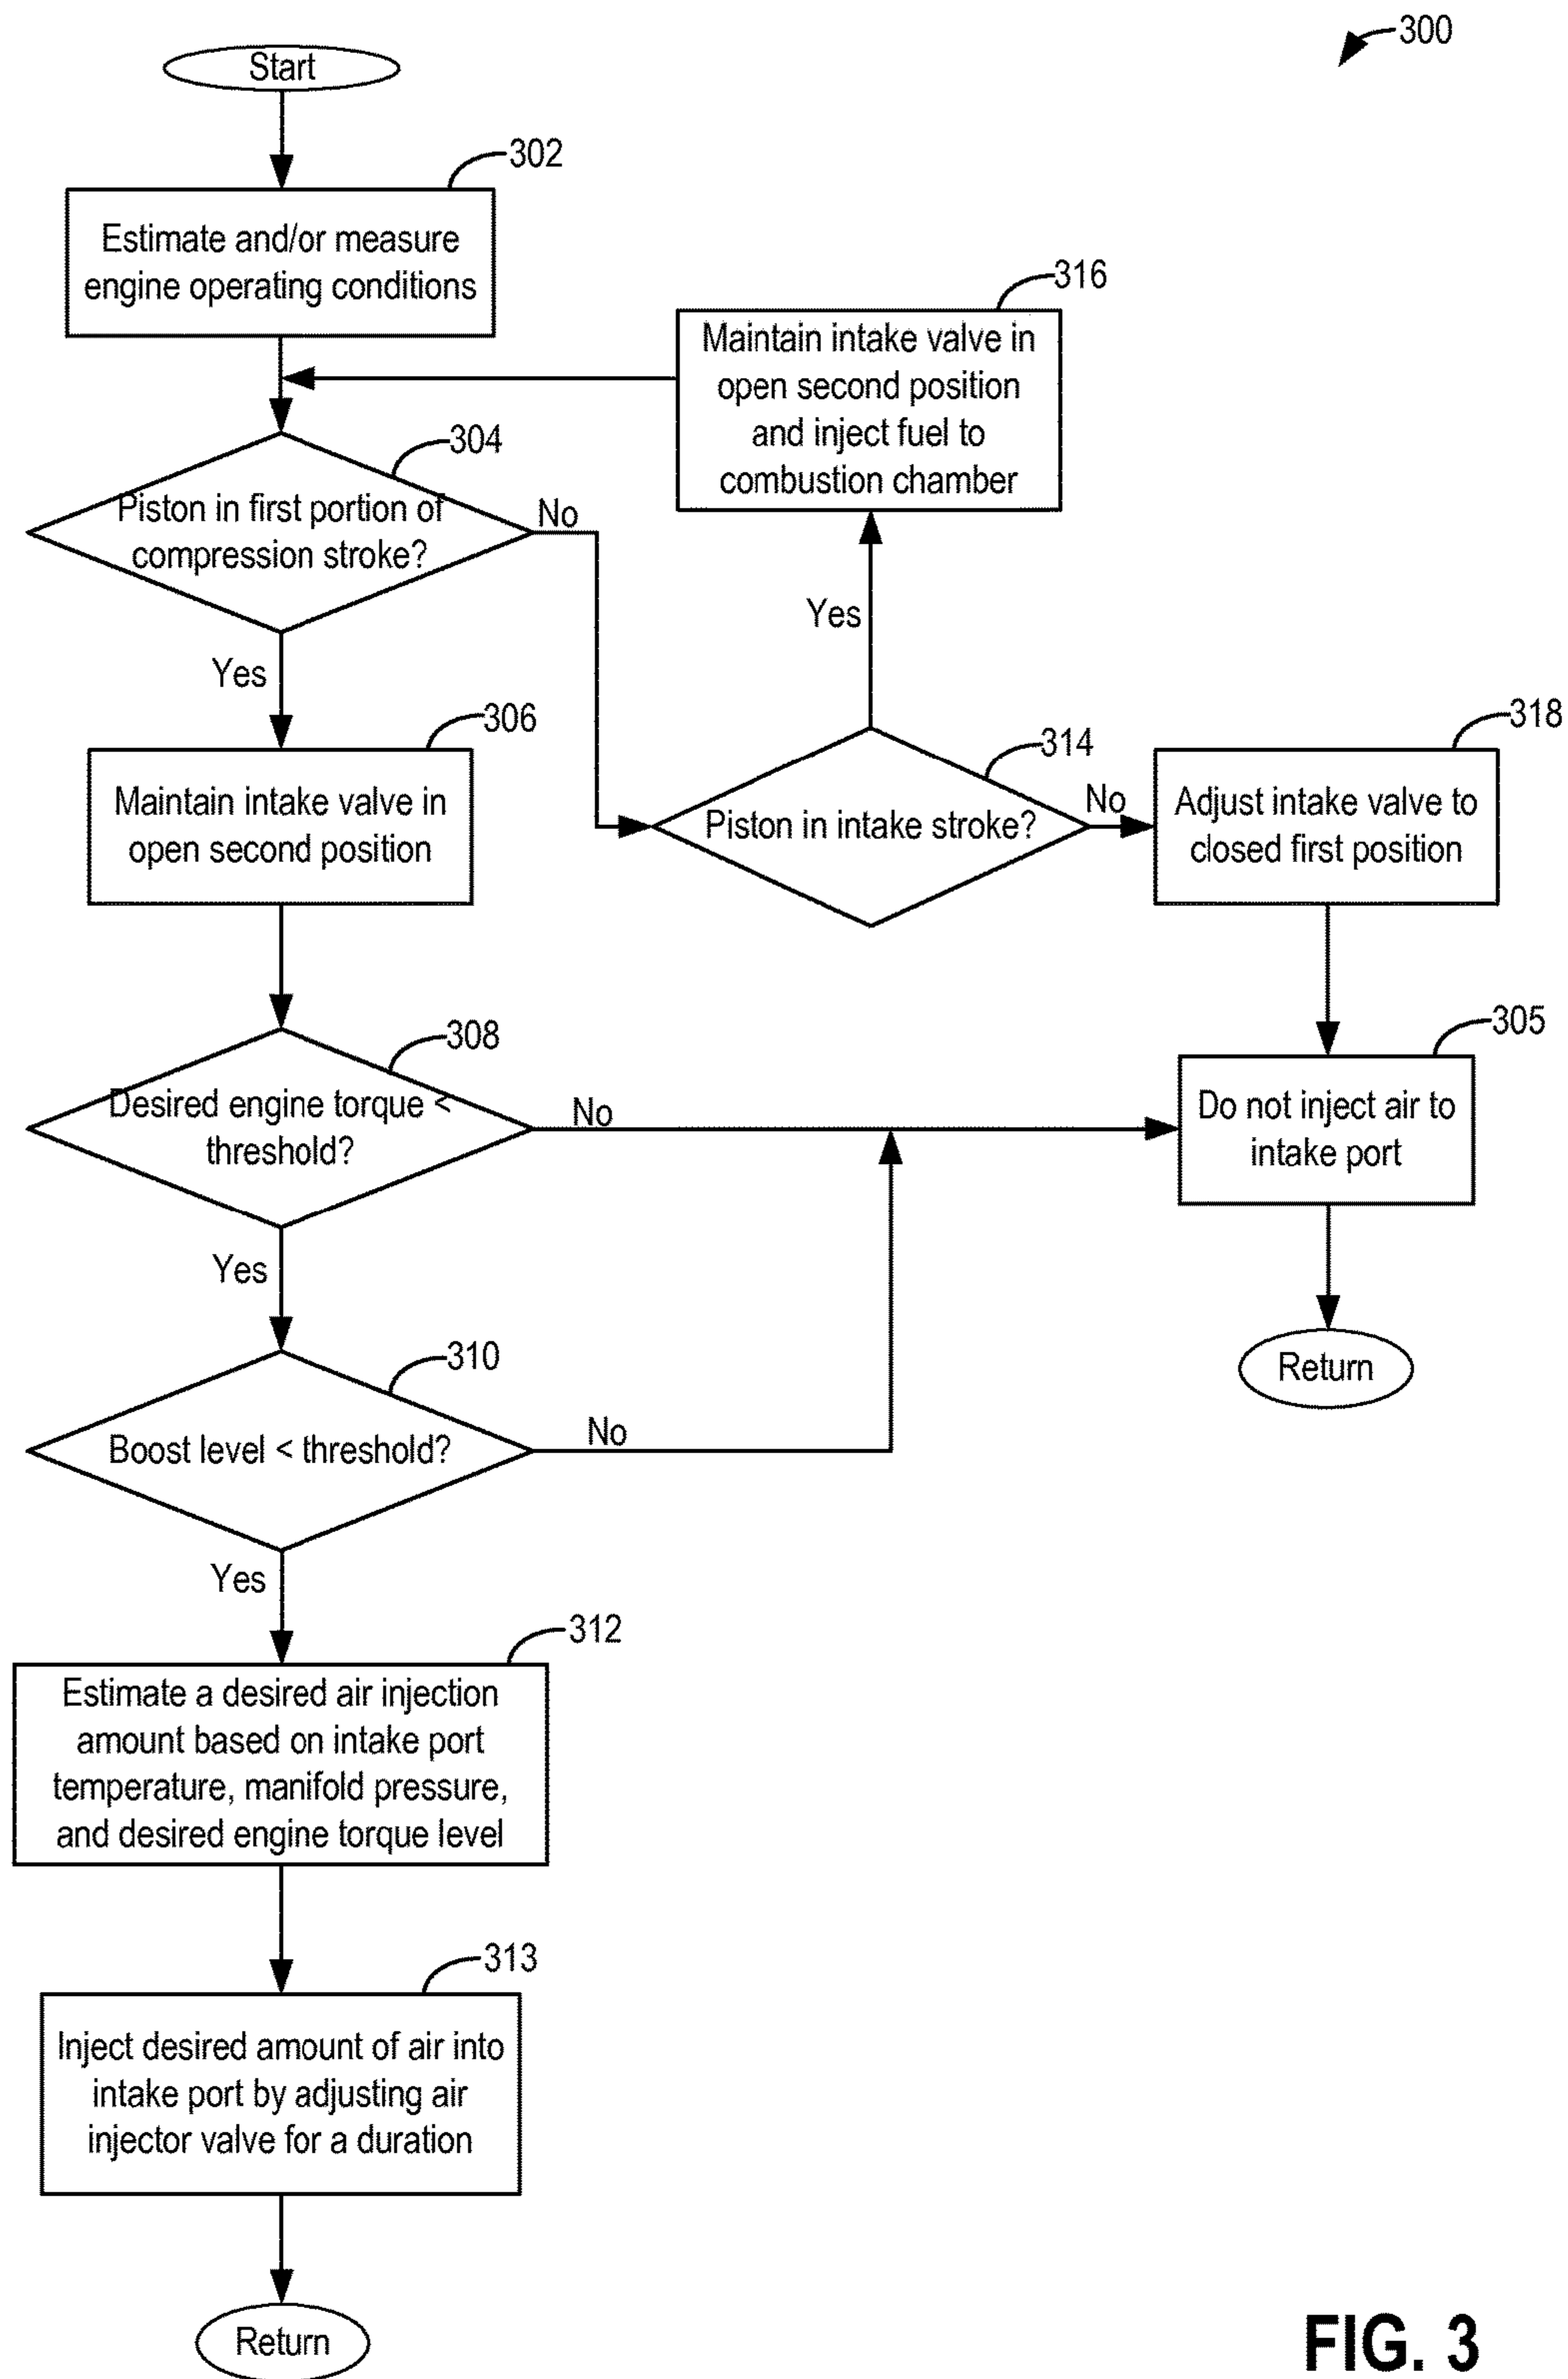 300
Start
302
Estimate and/or measure
engine operating conditions
316
Maintain intake valve in
open second position
and inject fuel to
combustion chamber
304
Piston in first portion of
compression stroke?
No
Yes
Yes
306
Maintain intake valve in
open second position
314
Piston in intake stroke?
No
318
Adjust intake valve to
closed first position
308
Desired engine torque <
threshold?
No
305
Do not inject air to
intake port
Yes
Return
310
Boost level < threshold?
No
Yes
312
Estimate a desired air injection
amount based on intake port
temperature, manifold pressure,
and desired engine torque level
313
Inject desired amount of air into
intake port by adjusting air
injector valve for a duration
Return
FIG. 3